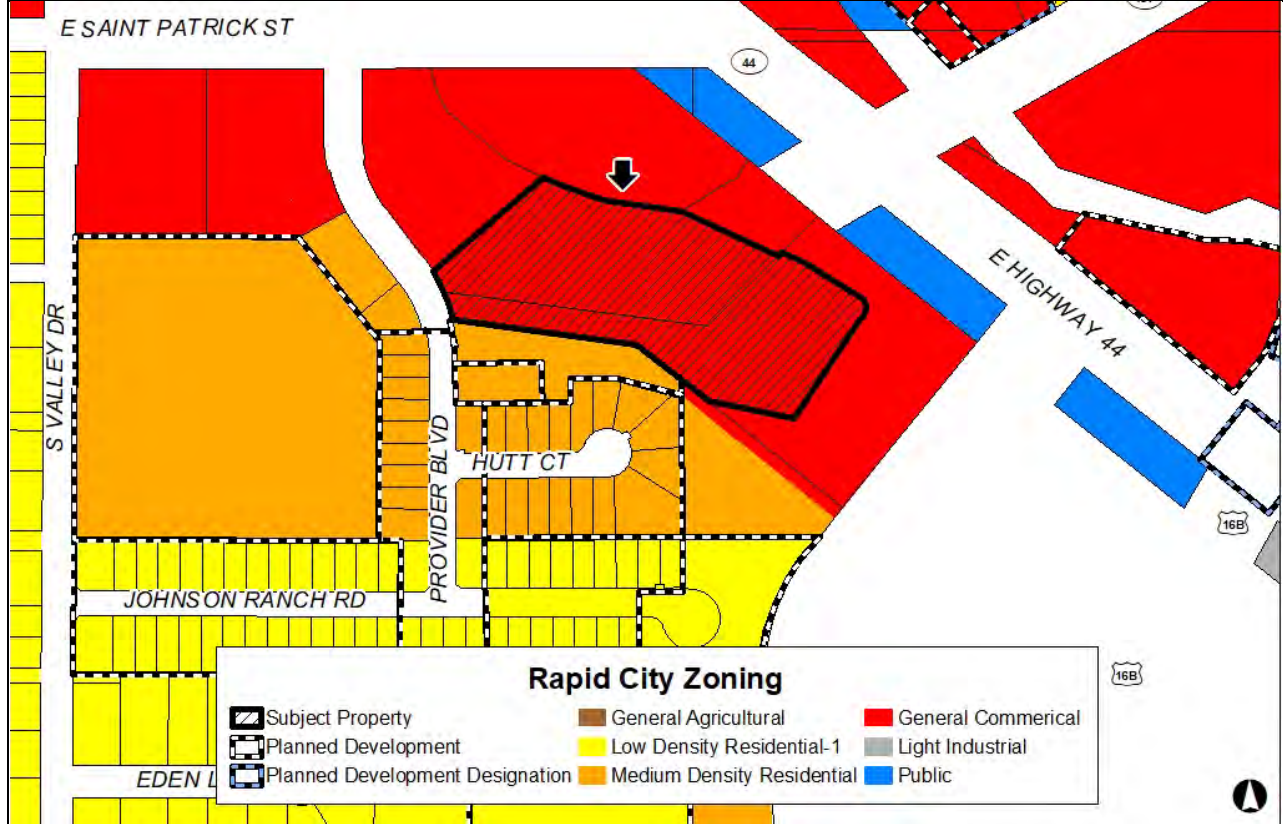 E SAINT PATRICK ST
44
S VALLEY DR
E HIGHWAY 44
PROVIDER BLVD
HUTT CT
16B
JOHNSON RANCH RD
16B
EDEN L
Rapid City Zoning
Subject Property
General Agricultural
General Commerical
Planned Development
Low Density Residential-1
Light Industrial
Planned Development Designation
Medium Density Residential
Public